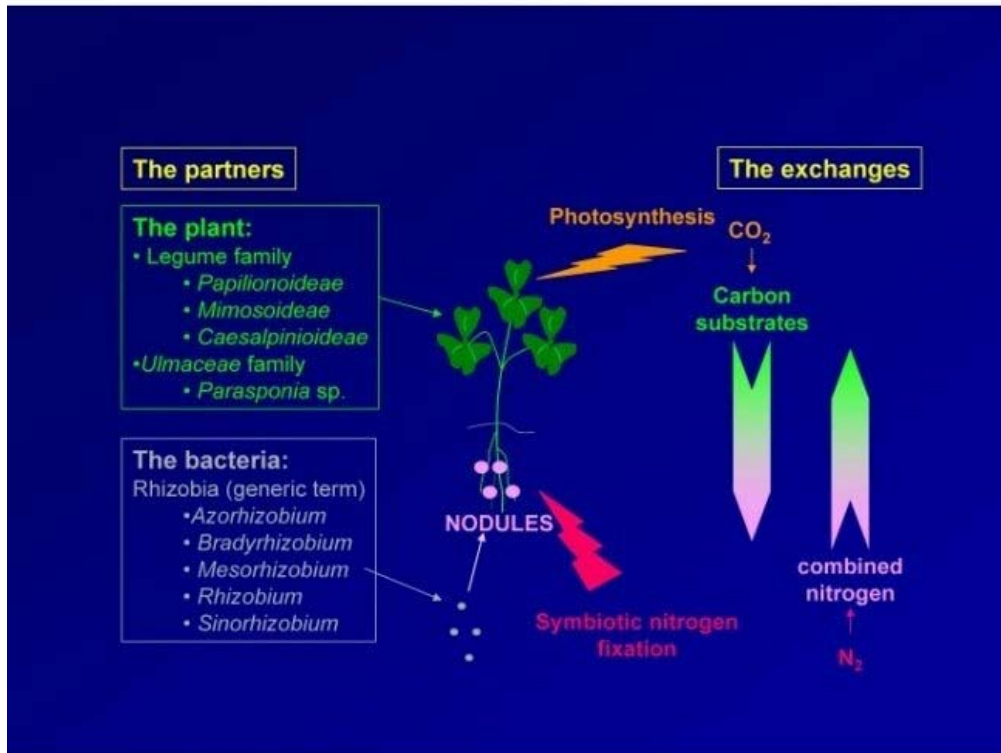 The partners
The plant:
• Legume family
• Papilionoideae
• Mimosoideae
• Caesalpinioideae
•Ulmaceae family
• Parasponia sp.
The bacteria:
Rhizobia (generic term)
•Azorhizobium
• Bradyrhizobium
• Mesorhizobium
• Rhizobium
• Sinorhizobium
NODULES
Photosynthesis
Symbiotic nitrogen
fixation
The exchanges
CO₂
Carbon
substrates
combined
nitrogen
N₂